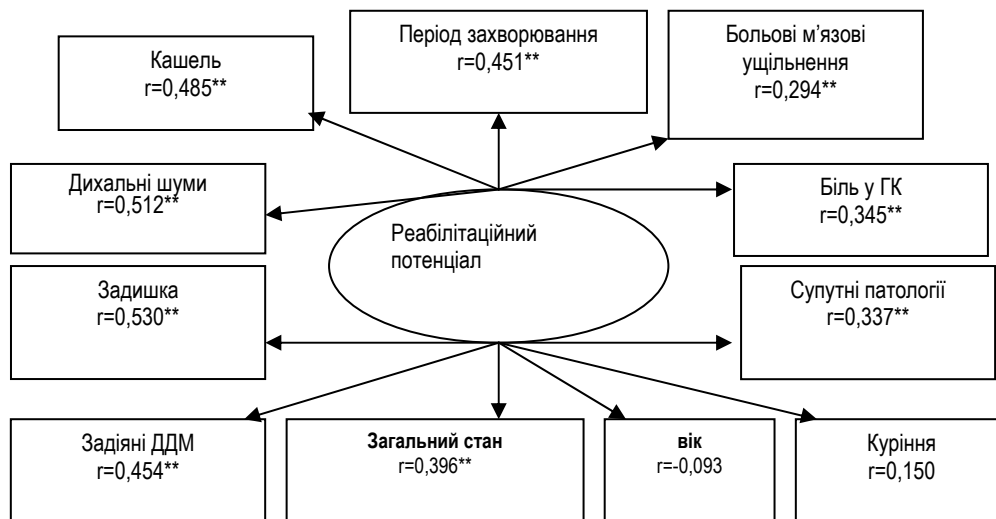 Кашель
r=0,485**
Період захворювання
r=0,451**
Больові м’язові
ущільнення
r=0,294**
Дихальні шуми
r=0,512**
Біль у ГК
r=0,345**
Реабілітаційний
потенціал
Задишка
r=0,530**
Супутні патології
r=0,337**
Задіяні ДДМ
r=0,454**
Загальний стан
r=0,396**
вік
r=-0,093
Куріння
r=0,150